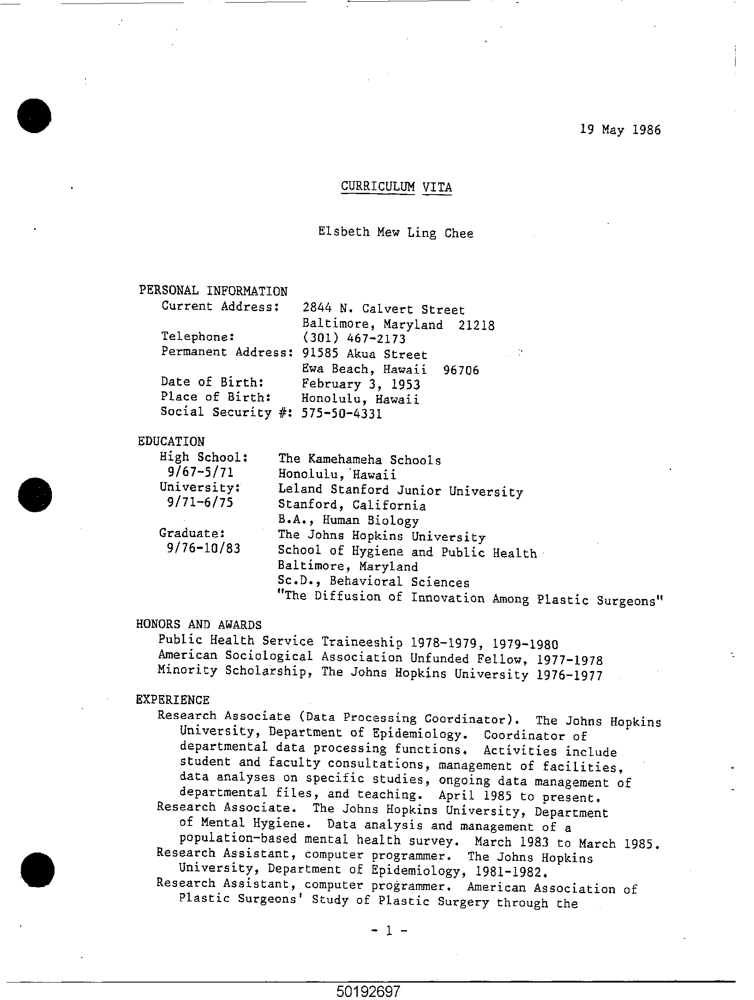 19 May 1986
CURRICULUM VITA
Elsbeth Mew Ling Chee
PERSONAL INFORMATION
Current Address: 2844 N. Calvert Street
Baltimore, Maryland 21218
Telephone: (301) 467-2173
Permanent Address: 91585 Akua Street
Ewa Beach, Hawaii 96706
Date of Birth: February 3, 1953
Place of Birth: Honolulu, Hawaii
Social Security #: 575-50-4331
EDUCATION
High School: The Kamehameha Schools
9/67-5/71 Honolulu, Hawaii
University: Leland Stanford Junior University
9/71-6/75 Stanford, California
B.A., Human Biology
Graduate: The Johns Hopkins University
9/76-10/83 School of Hygiene and Public Health
Baltimore, Maryland
Sc.D., Behavioral Sciences
"The Diffusion of Innovation Among Plastic Surgeons"
HONORS AND AWARDS
Public Health Service Traineeship 1978-1979, 1979-1980
American Sociological Association Unfunded Fellow, 1977-1978
Minority Scholarship, The Johns Hopkins University 1976-1977
EXPERIENCE
Research Associate (Data Processing Coordinator). The Johns Hopkins
University, Department of Epidemiology. Coordinator of
departmental data processing functions. Activities include
student and faculty consultations, management of facilities,
data analyses on specific studies, ongoing data management of
departmental files, and teaching. April 1985 to present.
Research Associate. The Johns Hopkins University, Department
of Mental Hygiene. Data analysis and management of a
population-based mental health survey. March 1983 to March 1985.
Research Assistant, computer programmer. The Johns Hopkins
University, Department of Epidemiology, 1981-1982.
Research Assistant, computer programmer. American Association of
Plastic Surgeons' Study of Plastic Surgery through the
- 1 -
50192697